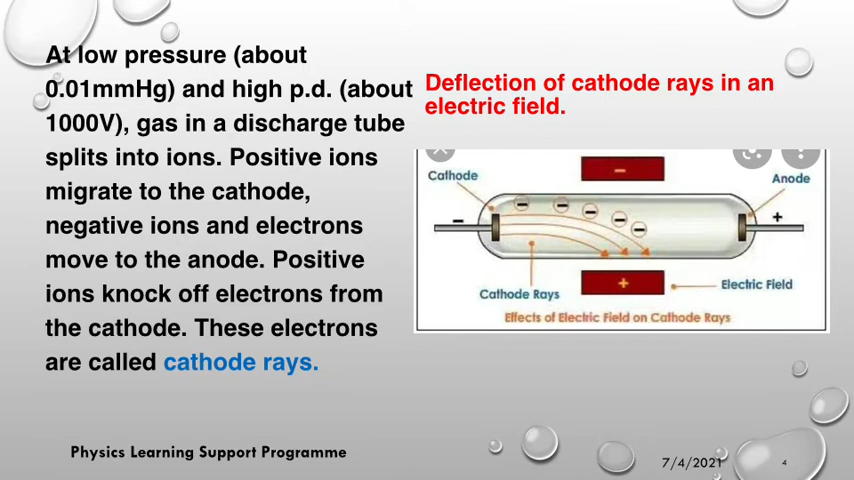 At low pressure (about
0.01mmHg) and high p.d. (about
1000V), gas in a discharge tube
splits into ions. Positive ions
migrate to the cathode,
negative ions and electrons
move to the anode. Positive
ions knock off electrons from
the cathode. These electrons
are called cathode rays.
Deflection of cathode rays in an
electric field.
Cathode
Anode
−
−
+
− − − − −
+
Cathode Rays
Electric Field
Effects of Electric Field on Cathode Rays
Physics Learning Support Programme
7/4/2021
4